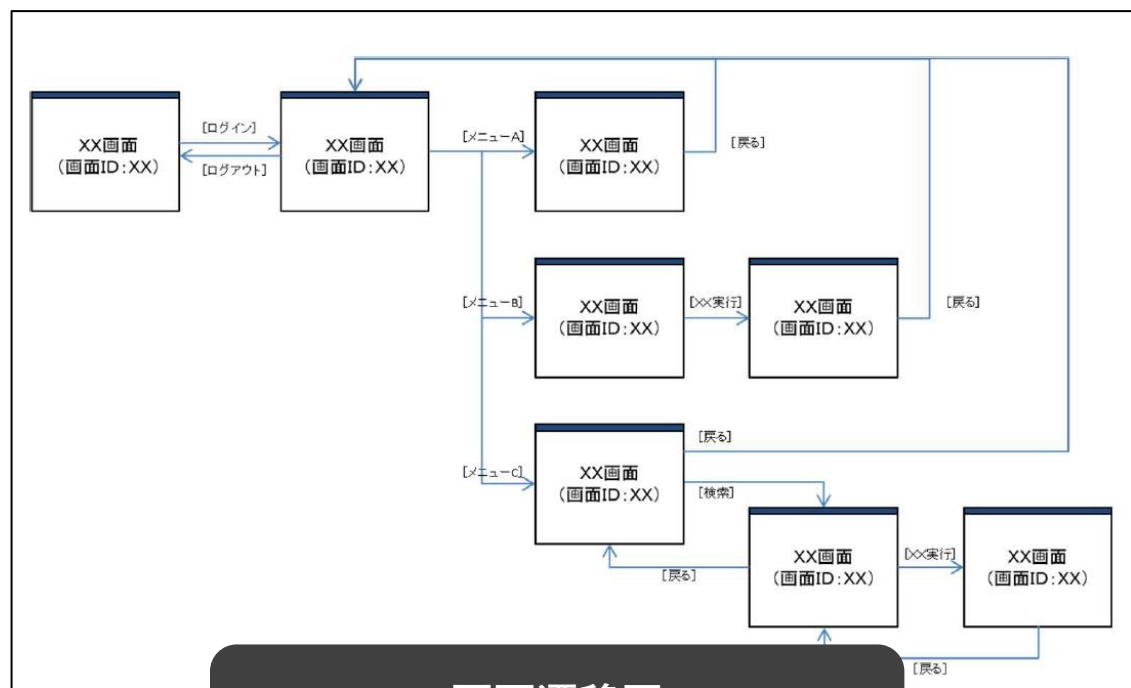 XX画面
(画面ID:XX)
[ログイン]
[ログアウト]
XX画面
(画面ID:XX)
[メニューA]
XX画面
(画面ID:XX)
[戻る]
[メニューB]
XX画面
(画面ID:XX)
[XX実行]
XX画面
(画面ID:XX)
[戻る]
[メニューC]
XX画面
(画面ID:XX)
[戻る]
[検索]
[戻る]
XX画面
(画面ID:XX)
[XX実行]
XX画面
(画面ID:XX)
[戻る]